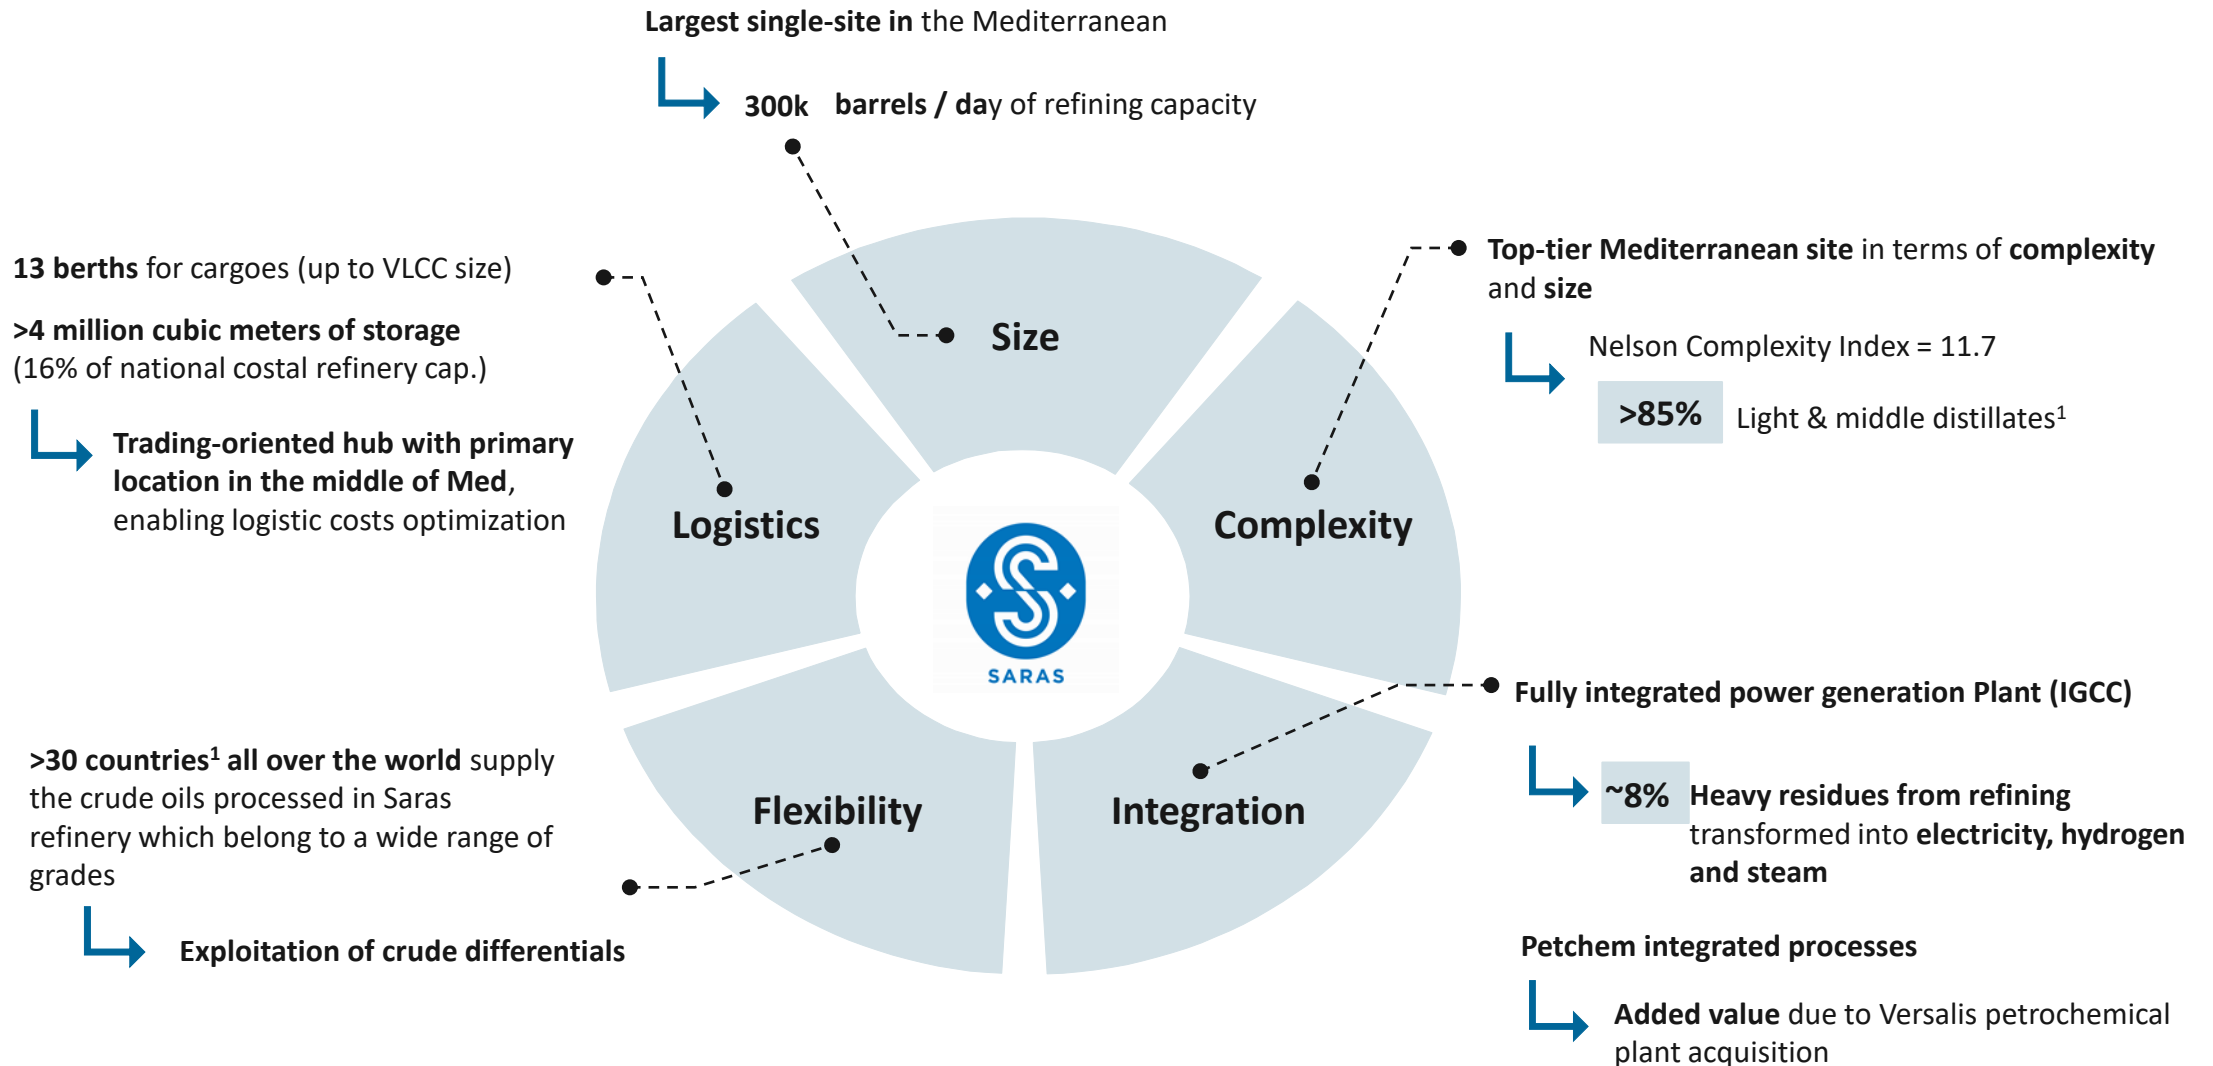 Largest single-site in the Mediterranean
300k barrels / day of refining capacity
13 berths for cargoes (up to VLCC size)
>4 million cubic meters of storage
(16% of national costal refinery cap.)
Trading-oriented hub with primary
location in the middle of Med,
enabling logistic costs optimization
Size
Top-tier Mediterranean site in terms of complexity
and size
Nelson Complexity Index = 11.7
>85% Light & middle distillates¹
Logistics
Complexity
SARAS
Fully integrated power generation Plant (IGCC)
~8% Heavy residues from refining
transformed into electricity, hydrogen
and steam
>30 countries¹ all over the world supply
the crude oils processed in Saras
refinery which belong to a wide range of
grades
Exploitation of crude differentials
Flexibility
Integration
Petchem integrated processes
Added value due to Versalis petrochemical
plant acquisition